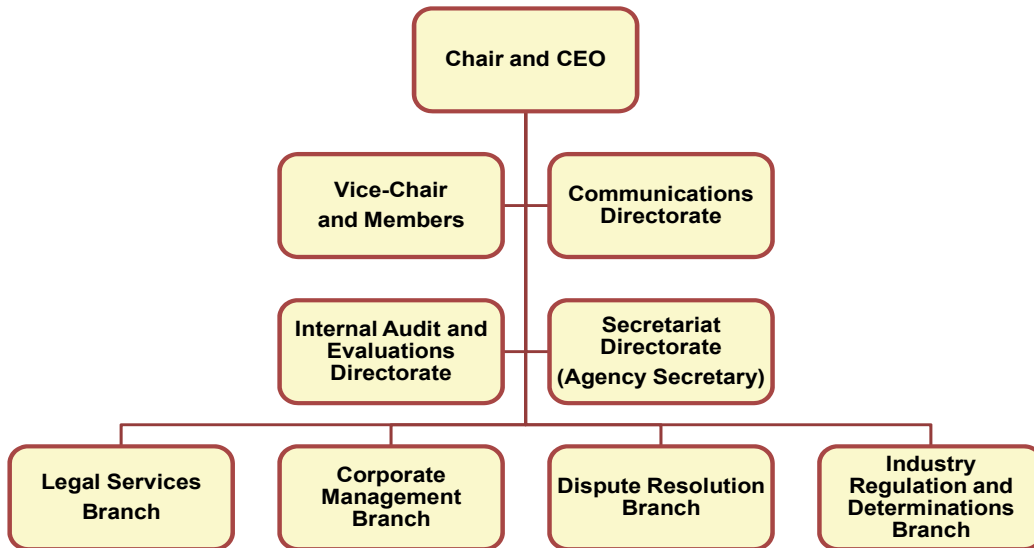 Chair and CEO
Vice-Chair
and Members
Communications
Directorate
Internal Audit and
Evaluations
Directorate
Secretariat
Directorate
(Agency Secretary)
Legal Services
Branch
Corporate
Management
Branch
Dispute Resolution
Branch
Industry
Regulation and
Determinations
Branch